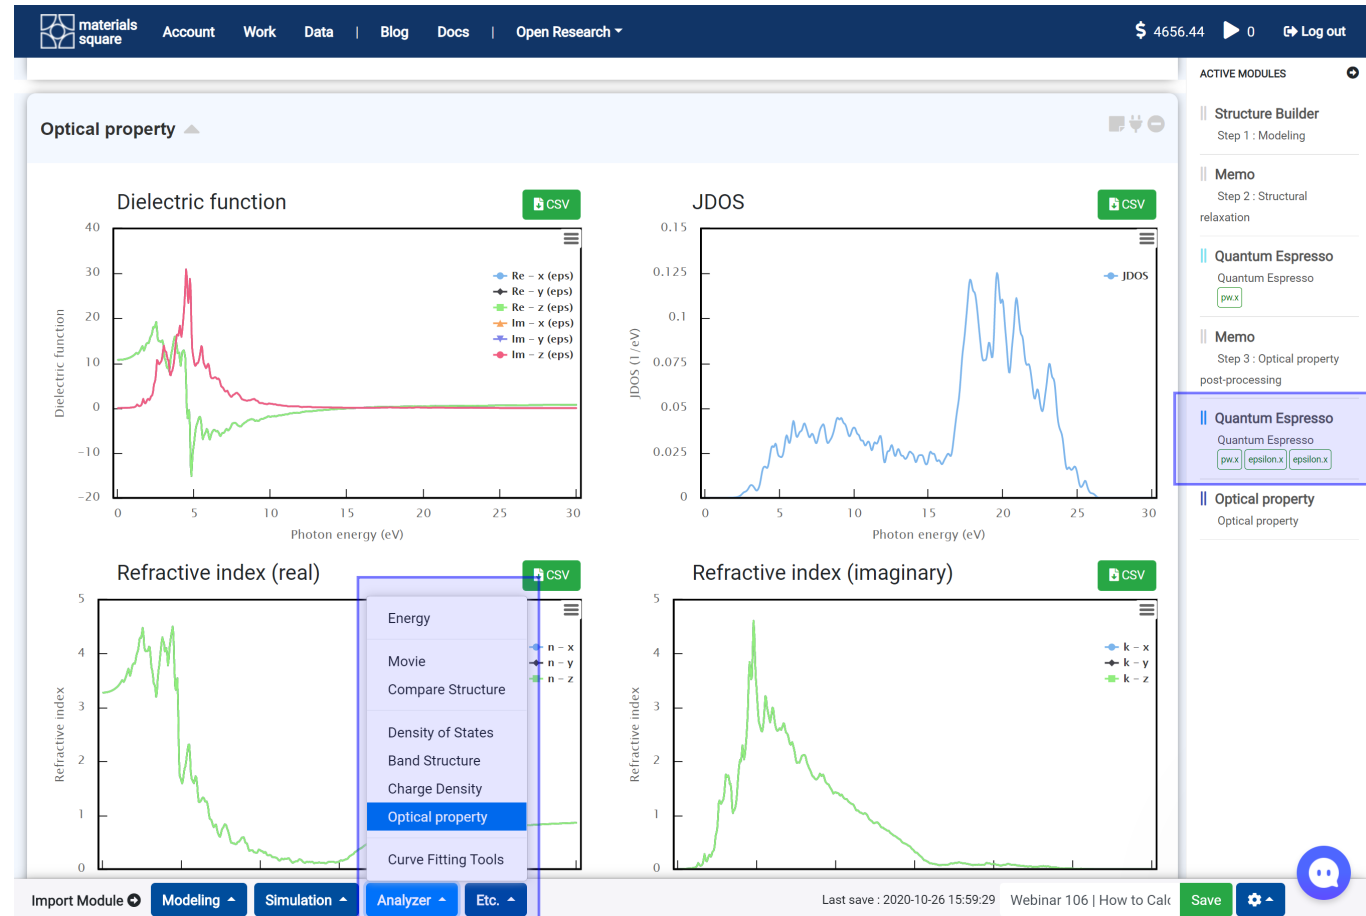 materials
square
Account Work Data | Blog Docs | Open Research
$ 4656.44 0 Log out
ACTIVE MODULES
Structure Builder
Step 1 : Modeling
Memo
Step 2 : Structural
relaxation
Quantum Espresso
Quantum Espresso
pw.x
Memo
Step 3 : Optical property
post-processing
Quantum Espresso
Quantum Espresso
pw.x epsilon.x epsilon.x
Optical property
Optical property
Optical property
Dielectric function
CSV
40
30
20
10
0
−10
−20
Dielectric function
Re − x (eps)
Re − y (eps)
Re − z (eps)
Im − x (eps)
Im − y (eps)
Im − z (eps)
0 5 10 15 20 25 30
Photon energy (eV)
JDOS
CSV
0.15
0.125
0.1
0.075
0.05
0.025
0
JDOS (1/eV)
JDOS
0 5 10 15 20 25 30
Photon energy (eV)
Refractive index (real)
CSV
5
4
3
2
1
0
Refractive index
n − x
n − y
n − z
Refractive index (imaginary)
CSV
5
4
3
2
1
0
Refractive index
k − x
k − y
k − z
Energy
Movie
Compare Structure
Density of States
Band Structure
Charge Density
Optical property
Curve Fitting Tools
Import Module Modeling Simulation Analyzer Etc.
Last save : 2020-10-26 15:59:29 Webinar 106 | How to Calc Save